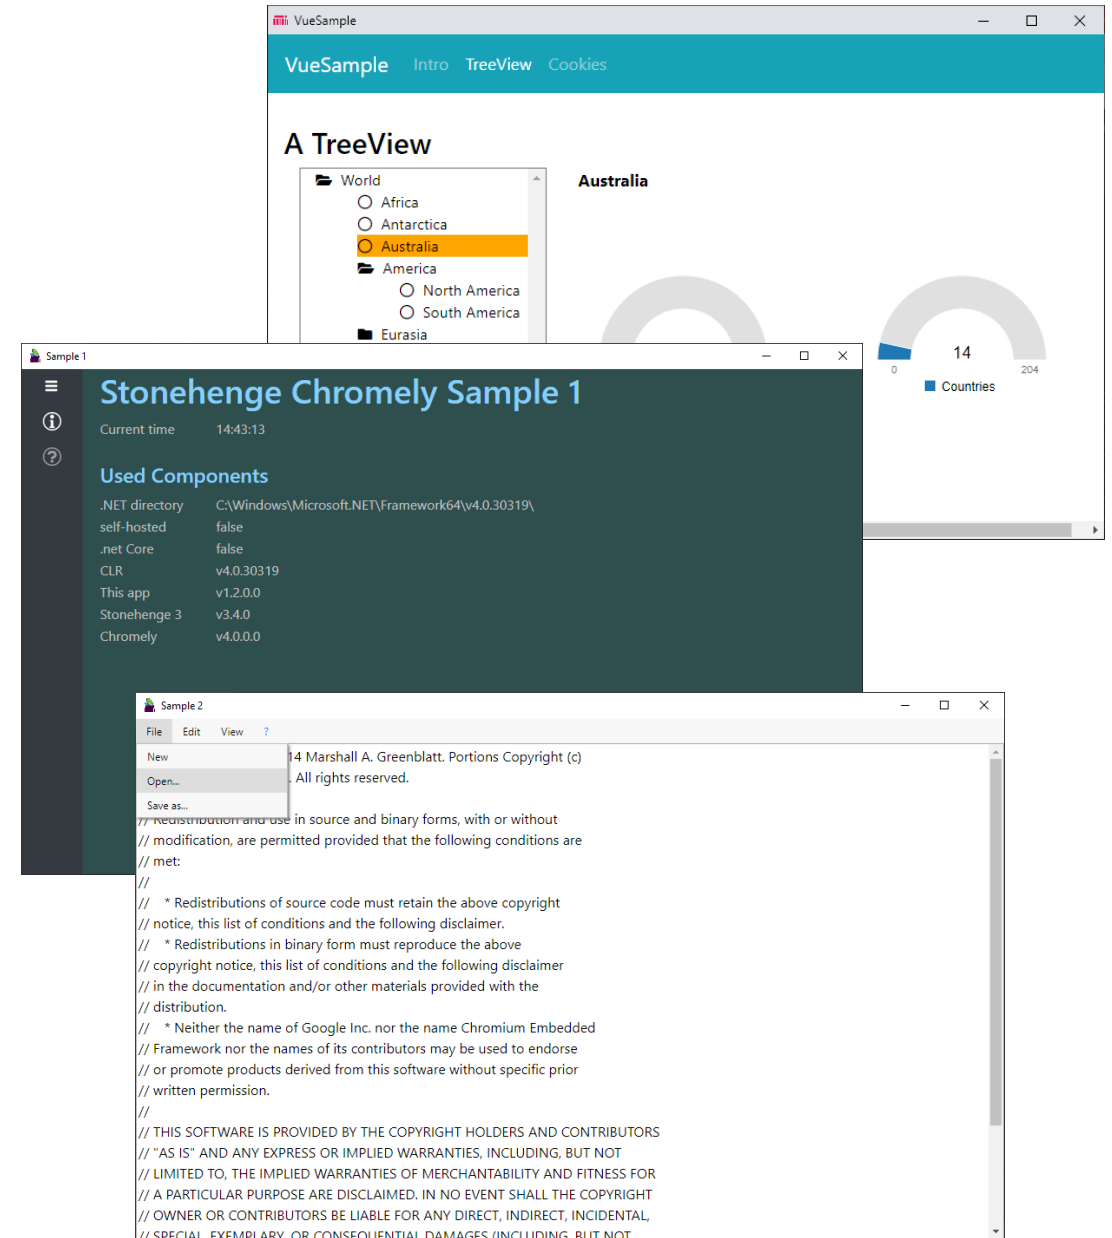 VueSample
VueSample Intro TreeView Cookies
A TreeView
World
Africa
Antarctica
Australia
America
North America
South America
Eurasia
Australia
14
0
204
Countries
Sample 1
Stonehenge Chromely Sample 1
Current time 14:43:13
Used Components
.NET directory C:\Windows\Microsoft.NET\Framework64\v4.0.30319\
self-hosted false
.net Core false
CLR v4.0.30319
This app v1.2.0.0
Stonehenge 3 v3.4.0
Chromely v4.0.0.0
Sample 2
File Edit View ?
New
Open...
Save as...
14 Marshall A. Greenblatt. Portions Copyright (c)
. All rights reserved.
// Redistribution and use in source and binary forms, with or without
// modification, are permitted provided that the following conditions are
// met:
//
// * Redistributions of source code must retain the above copyright
// notice, this list of conditions and the following disclaimer.
// * Redistributions in binary form must reproduce the above
// copyright notice, this list of conditions and the following disclaimer
// in the documentation and/or other materials provided with the
// distribution.
// * Neither the name of Google Inc. nor the name Chromium Embedded
// Framework nor the names of its contributors may be used to endorse
// or promote products derived from this software without specific prior
// written permission.
//
// THIS SOFTWARE IS PROVIDED BY THE COPYRIGHT HOLDERS AND CONTRIBUTORS
// "AS IS" AND ANY EXPRESS OR IMPLIED WARRANTIES, INCLUDING, BUT NOT
// LIMITED TO, THE IMPLIED WARRANTIES OF MERCHANTABILITY AND FITNESS FOR
// A PARTICULAR PURPOSE ARE DISCLAIMED. IN NO EVENT SHALL THE COPYRIGHT
// OWNER OR CONTRIBUTORS BE LIABLE FOR ANY DIRECT, INDIRECT, INCIDENTAL,
// SPECIAL, EXEMPLARY, OR CONSEQUENTIAL DAMAGES (INCLUDING, BUT NOT